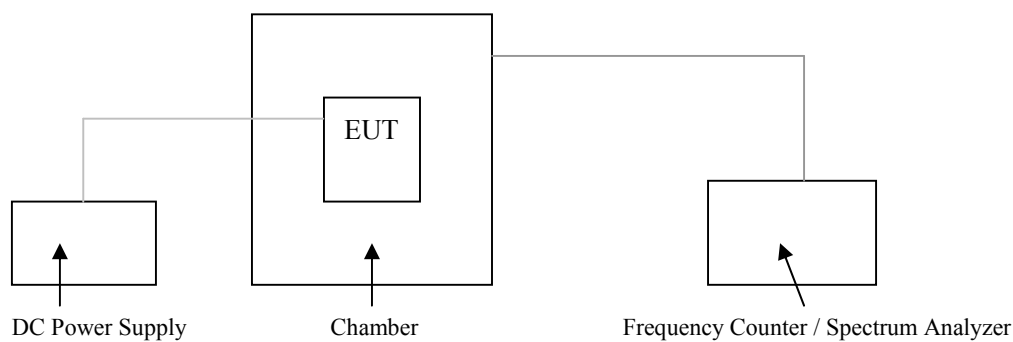 EUT
DC Power Supply
Chamber
Frequency Counter / Spectrum Analyzer